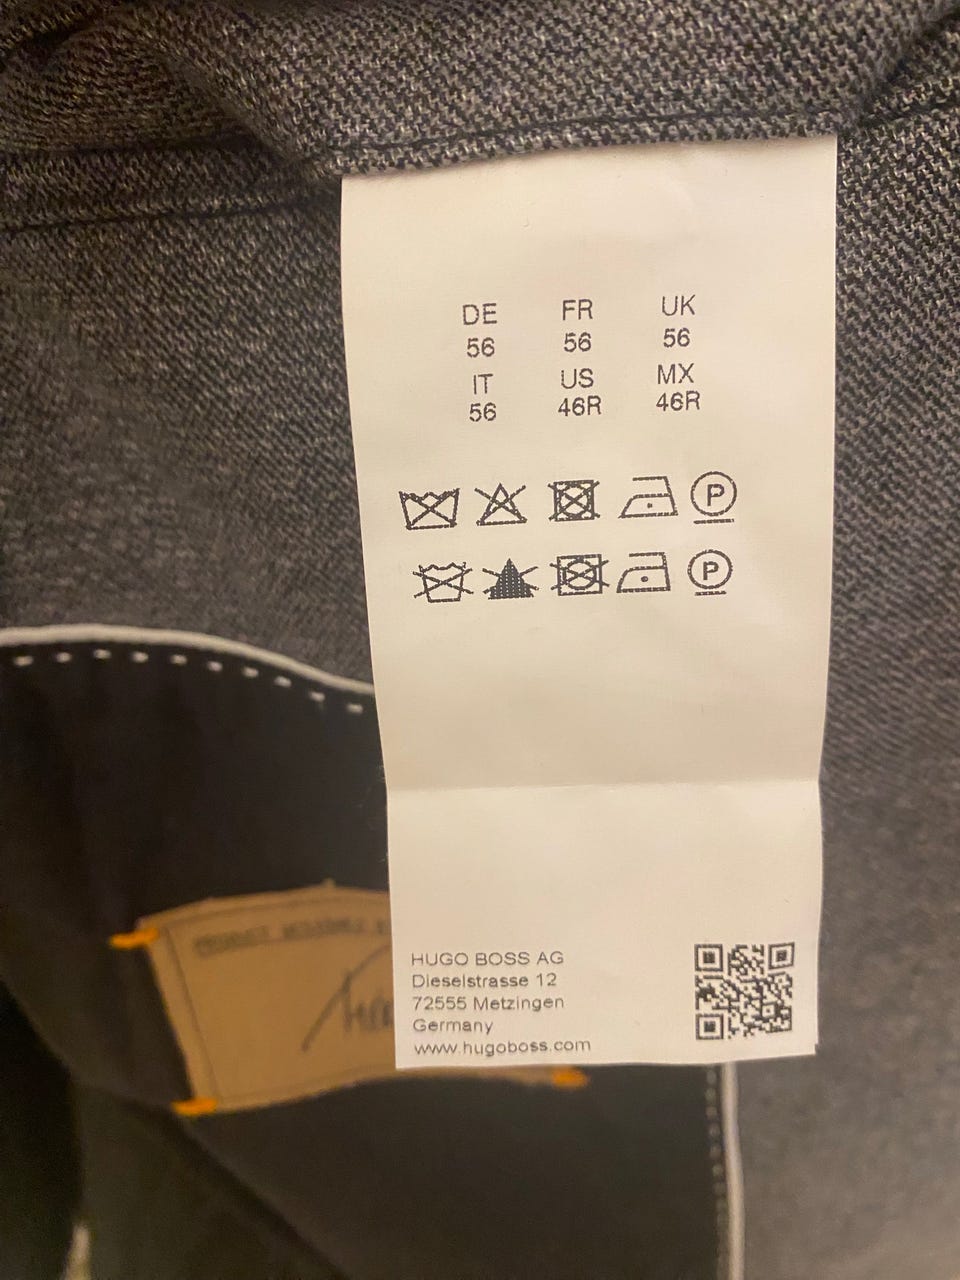 DE FR UK
56 56 56
IT US MX
56 46R 46R
P
P
HUGO BOSS AG
Dieselstrasse 12
72555 Metzingen
Germany
www.hugoboss.com
PRODUCT